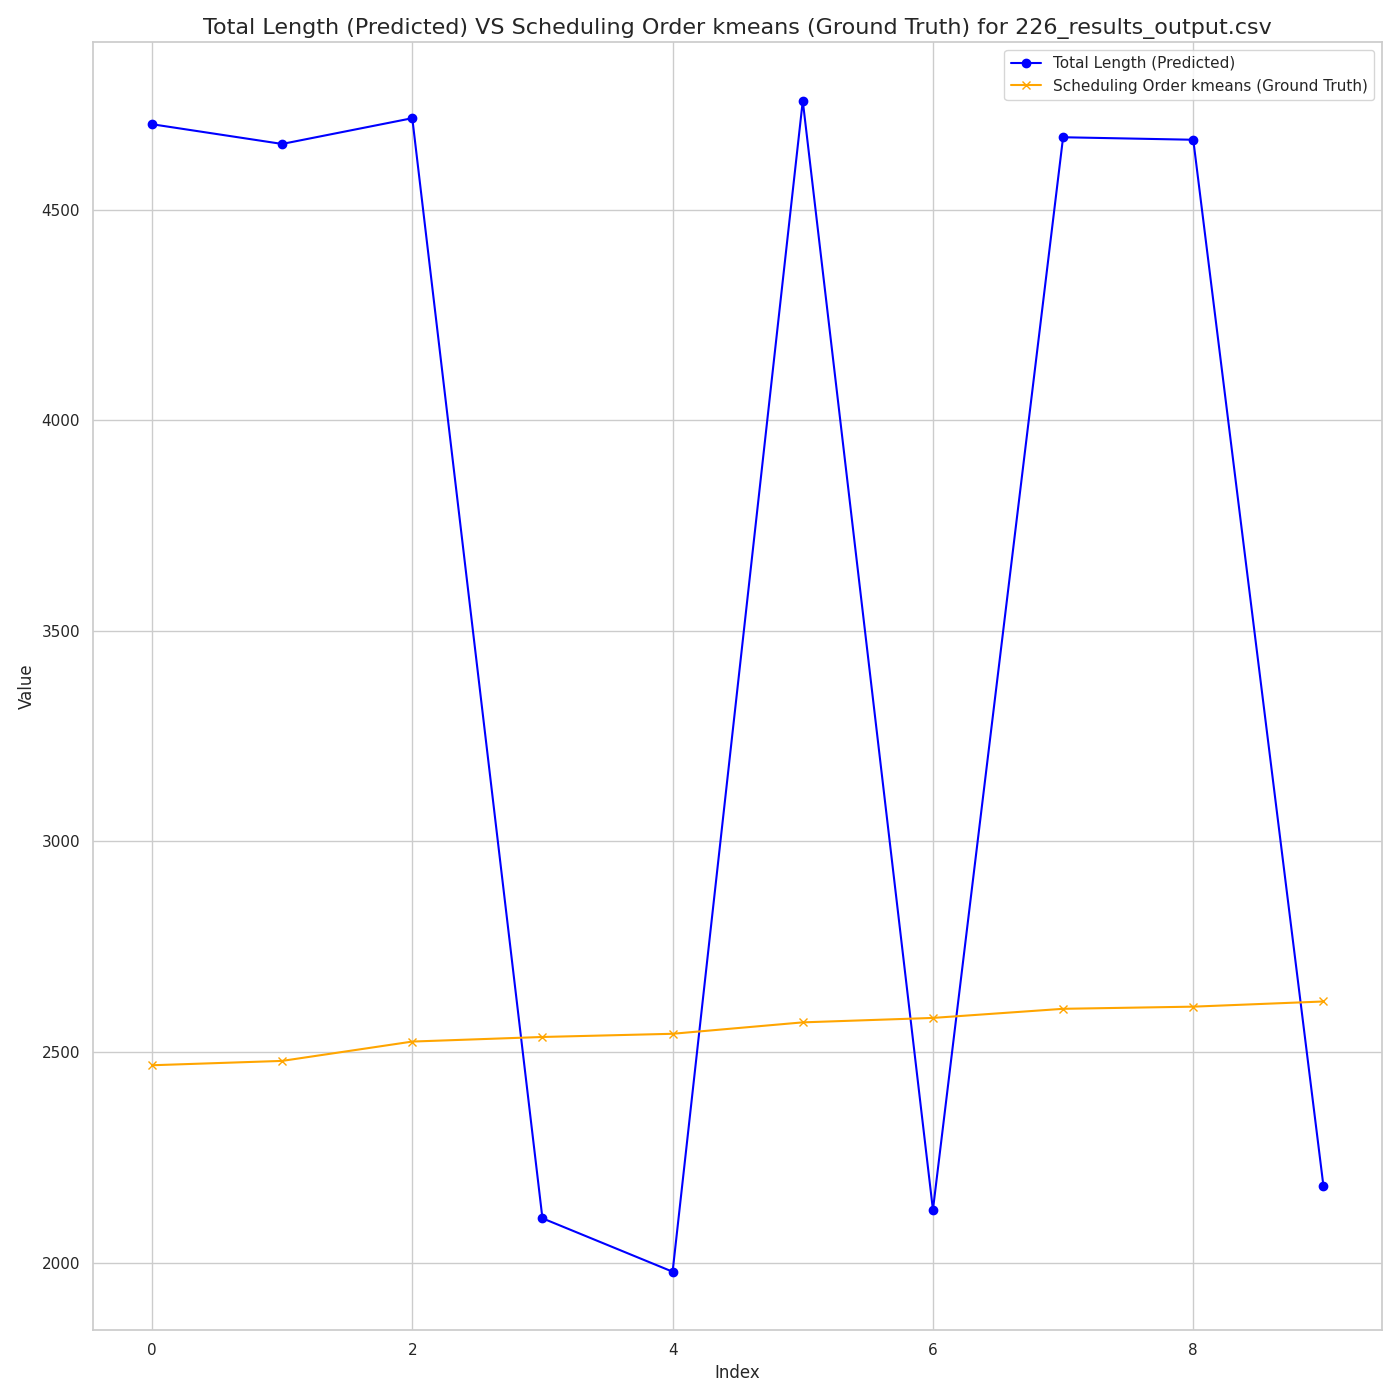 Total Length (Predicted) VS Scheduling Order kmeans (Ground Truth) for 226_results_output.csv
Total Length (Predicted)
Scheduling Order kmeans (Ground Truth)
4500
4000
3500
3000
2500
2000
Value
0 2 4 6 8
Index